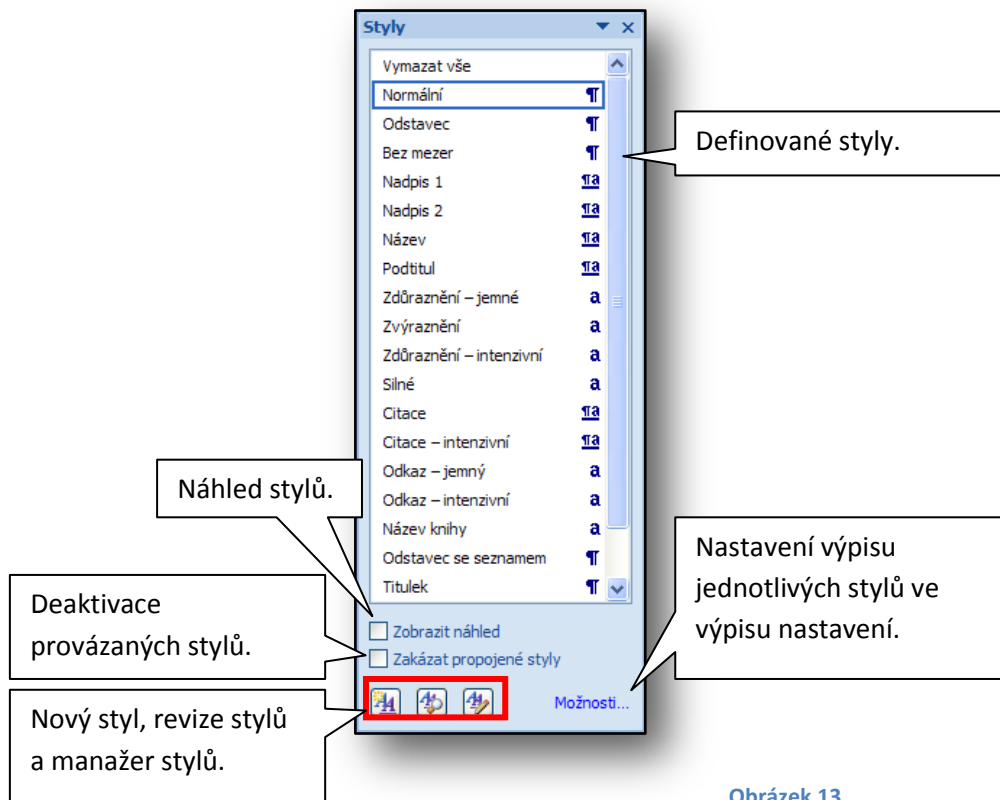 Styly
Vymazat vše
Normální ¶
Odstavec ¶
Bez mezer ¶
Nadpis 1 ¶a
Nadpis 2 ¶a
Název ¶a
Podtitul ¶a
Zdůraznění – jemné a
Zvýraznění a
Zdůraznění – intenzivní a
Silné a
Citace ¶a
Citace – intenzivní ¶a
Odkaz – jemný a
Odkaz – intenzivní a
Název knihy a
Odstavec se seznamem ¶
Titulek ¶
Zobrazit náhled
Zakázat propojené styly
Možnosti...
Definované styly.
Náhled stylů.
Deaktivace
provázaných stylů.
Nový styl, revize stylů
a manažer stylů.
Nastavení výpisu
jednotlivých stylů ve
výpisu nastavení.
Obrázek 13